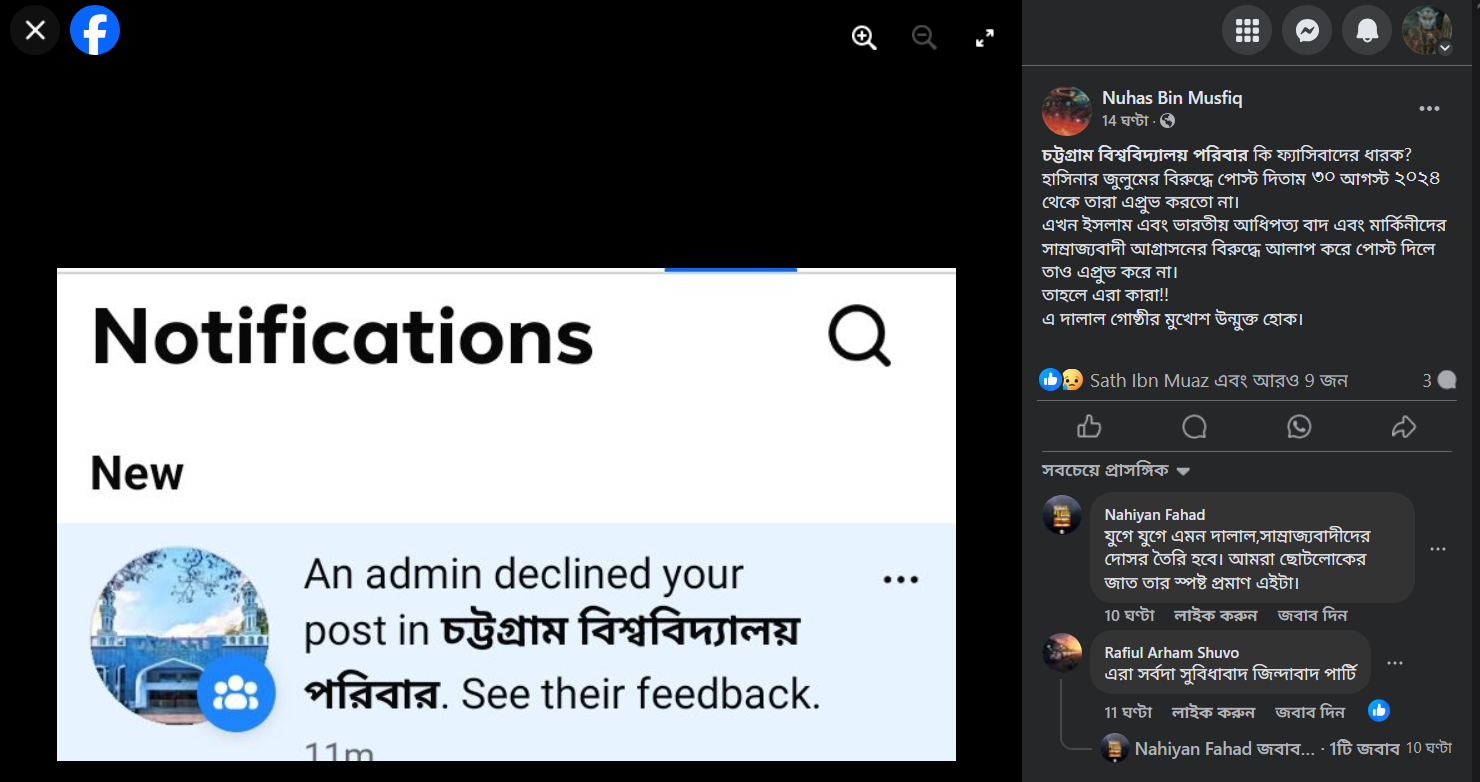 Notifications
New
An admin declined your
post in চট্টগ্রাম বিশ্ববিদ্যালয়
পরিবার. See their feedback.
11m
Nuhas Bin Musfiq
14 ঘণ্টা ·
চট্টগ্রাম বিশ্ববিদ্যালয় পরিবার কি ফ্যাসিবাদের ধারক?
হাসিনার জুলুমের বিরুদ্ধে পোস্ট দিতাম ৩০ আগস্ট ২০২৪
থেকে তারা এপ্রুভ করতো না।
এখন ইসলাম এবং ভারতীয় আধিপত্য বাদ এবং মার্কিনীদের
সাম্রাজ্যবাদী আগ্রাসনের বিরুদ্ধে আলাপ করে পোস্ট দিলে
তাও এপ্রুভ করে না।
তাহলে এরা কারা!!
এ দালাল গোষ্ঠীর মুখোশ উন্মুক্ত হোক।
Sath Ibn Muaz এবং আরও 9 জন 3
সবচেয়ে প্রাসঙ্গিক
Nahiyan Fahad
যুগে যুগে এমন দালাল,সাম্রাজ্যবাদীদের
দোসর তৈরি হবে। আমরা ছোটলোকের
জাত তার স্পষ্ট প্রমাণ এইটা।
10 ঘণ্টা লাইক করুন জবাব দিন
Rafiul Arham Shuvo
এরা সর্বদা সুবিধাবাদ জিন্দাবাদ পার্টি
11 ঘণ্টা লাইক করুন জবাব দিন
Nahiyan Fahad জবাব... · 1টি জবাব 10 ঘণ্টা